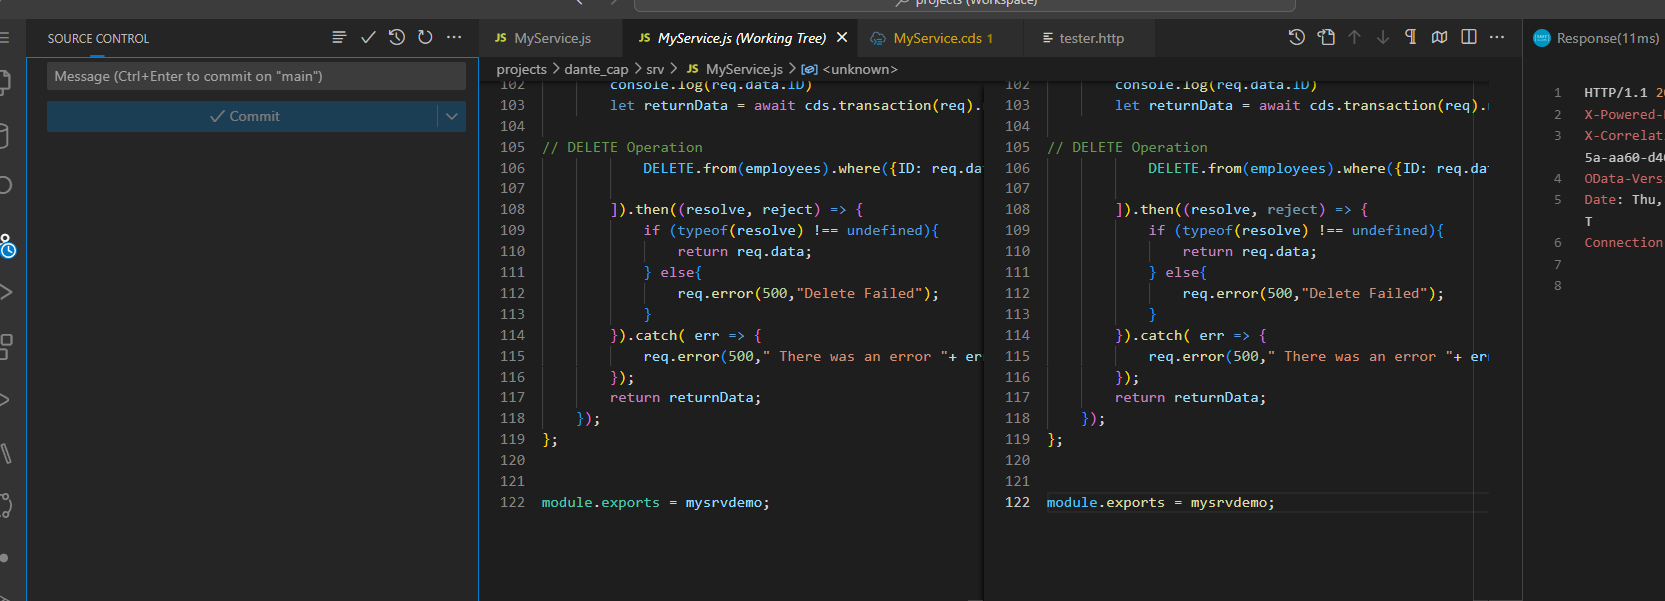 projects (Workspace)
SOURCE CONTROL
Message (Ctrl+Enter to commit on "main")
Commit
JS MyService.js
JS MyService.js (Working Tree)
MyService.cds 1
tester.http
projects > dante_cap > srv > JS MyService.js > <unknown>
102 console.log(req.data.ID)
103 let returnData = await cds.transaction(req).
104
105 // DELETE Operation
106 DELETE.from(employees).where({ID: req.da
107
108 ]).then((resolve, reject) => {
109 if (typeof(resolve) !== undefined){
110 return req.data;
111 } else{
112 req.error(500,"Delete Failed");
113 }
114 }).catch( err => {
115 req.error(500," There was an error "+ er
116 });
117 return returnData;
118 });
119 };
120
121
122 module.exports = mysrvdemo;
102 console.log(req.data.ID)
103 let returnData = await cds.transaction(req).
104
105 // DELETE Operation
106 DELETE.from(employees).where({ID: req.da
107
108 ]).then((resolve, reject) => {
109 if (typeof(resolve) !== undefined){
110 return req.data;
111 } else{
112 req.error(500,"Delete Failed");
113 }
114 }).catch( err => {
115 req.error(500," There was an error "+ er
116 });
117 return returnData;
118 });
119 };
120
121
122 module.exports = mysrvdemo;
Response(11ms)
1 HTTP/1.1 2
2 X-Powered-
3 X-Correlat
5a-aa60-d4
4 OData-Vers
5 Date: Thu,
T
6 Connection
7
8